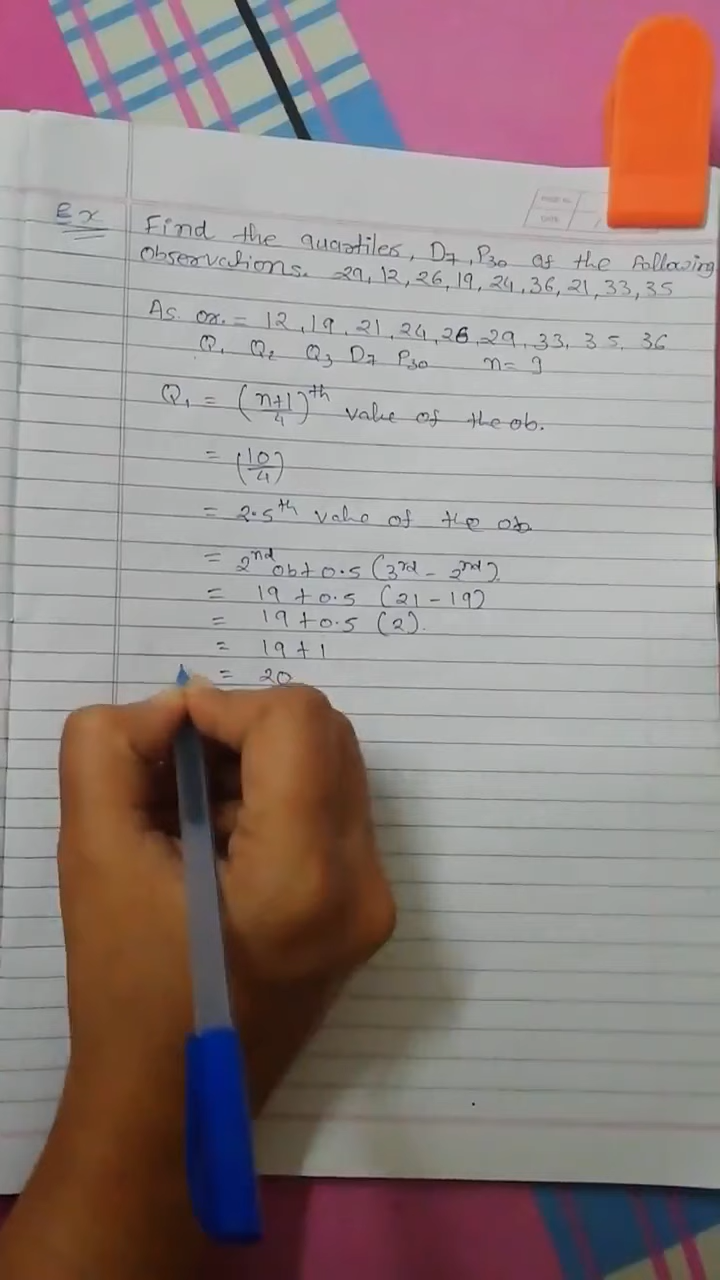 Ex
Find the quartiles, D7, P30 of the following
observations. 29, 12, 26, 19, 24, 36, 21, 33, 35
As. or. = 12, 19, 21, 24, 26, 29, 33, 35, 36
Q1 Q2 Q3 D7 P30 n= 9
Q1 = (n+1/4)th value of the ob.
= (10/4)
= 2.5th value of the ob
= 2nd ob + 0.5 (3rd - 2nd)
= 19 + 0.5 (21 - 19)
= 19 + 0.5 (2).
= 19 + 1
= 20